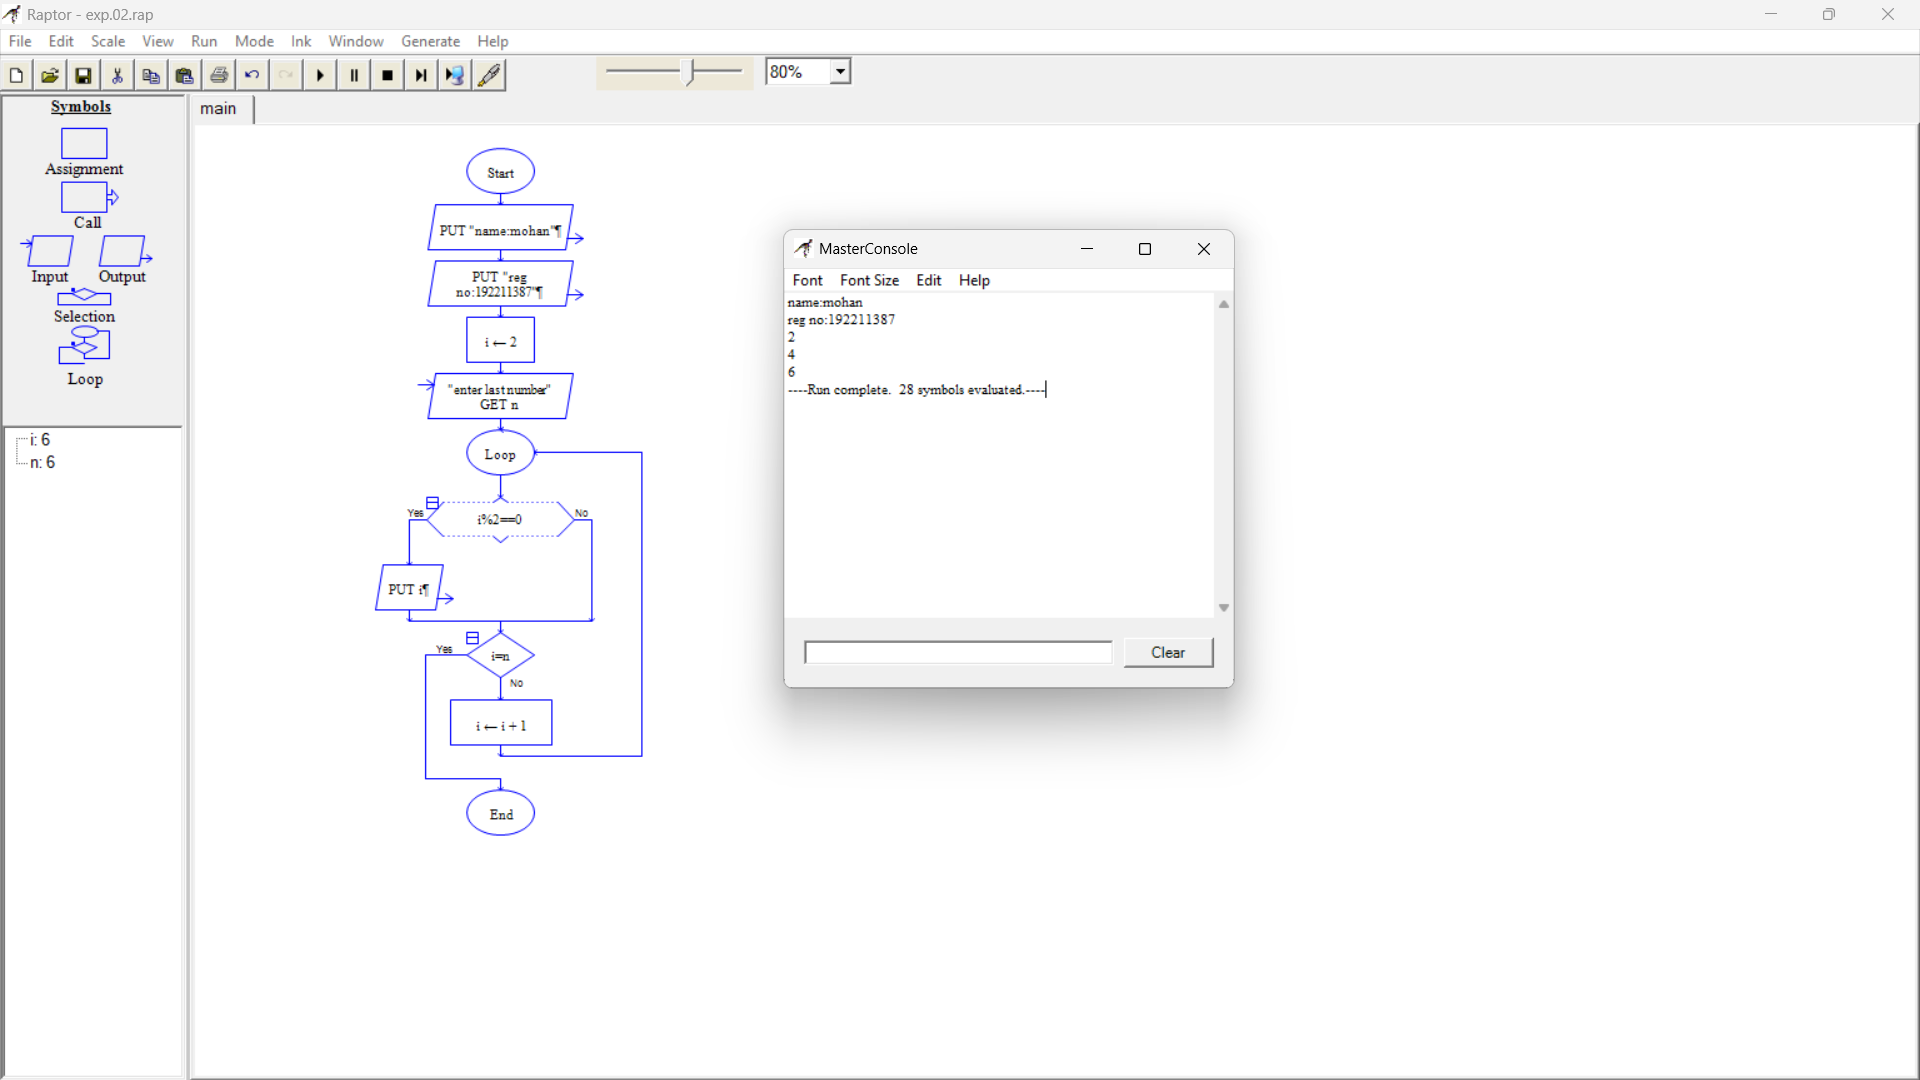 Raptor - exp.02.rap
File Edit Scale View Run Mode Ink Window Generate Help
80%
Symbols
Assignment
Call
Input Output
Selection
Loop
i: 6
n: 6
main
Start
PUT "name:mohan"¶
PUT "reg
no:192211387"¶
i ← 2
"enter last number"
GET n
Loop
Yes i%2==0 No
PUT i¶
Yes i=n
No
i ← i + 1
End
MasterConsole
Font Font Size Edit Help
name:mohan
reg no:192211387
2
4
6
----Run complete.  28 symbols evaluated.----
Clear